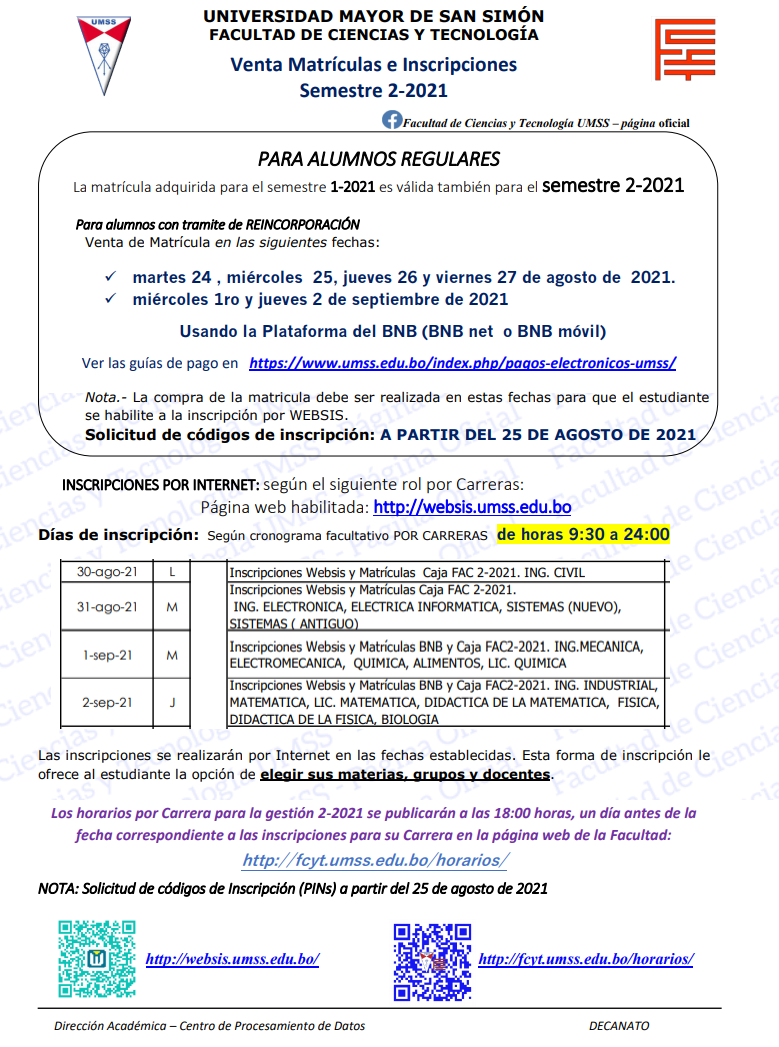 UMSS
UNIVERSIDAD MAYOR DE SAN SIMÓN
FACULTAD DE CIENCIAS Y TECNOLOGÍA
Venta Matrículas e Inscripciones
Semestre 2-2021
Facultad de Ciencias y Tecnología UMSS – página oficial
PARA ALUMNOS REGULARES
La matrícula adquirida para el semestre 1-2021 es válida también para el semestre 2-2021
Para alumnos con tramite de REINCORPORACIÓN
Venta de Matrícula en las siguientes fechas:
✓ martes 24 , miércoles 25, jueves 26 y viernes 27 de agosto de 2021.
✓ miércoles 1ro y jueves 2 de septiembre de 2021
Usando la Plataforma del BNB (BNB net o BNB móvil)
Ver las guías de pago en https://www.umss.edu.bo/index.php/pagos-electronicos-umss/
Nota.- La compra de la matricula debe ser realizada en estas fechas para que el estudiante
se habilite a la inscripción por WEBSIS.
Solicitud de códigos de inscripción: A PARTIR DEL 25 DE AGOSTO DE 2021
INSCRIPCIONES POR INTERNET: según el siguiente rol por Carreras:
Página web habilitada: http://websis.umss.edu.bo
Días de inscripción: Según cronograma facultativo POR CARRERAS de horas 9:30 a 24:00
30-ago-21 L Inscripciones Websis y Matrículas Caja FAC 2-2021. ING. CIVIL
31-ago-21 M Inscripciones Websis y Matrículas Caja FAC 2-2021.
ING. ELECTRONICA, ELECTRICA INFORMATICA, SISTEMAS (NUEVO),
SISTEMAS ( ANTIGUO)
1-sep-21 M Inscripciones Websis y Matrículas BNB y Caja FAC2-2021. ING.MECANICA,
ELECTROMECANICA, QUIMICA, ALIMENTOS, LIC. QUIMICA
2-sep-21 J Inscripciones Websis y Matrículas BNB y Caja FAC2-2021. ING. INDUSTRIAL,
MATEMATICA, LIC. MATEMATICA, DIDACTICA DE LA MATEMATICA, FISICA,
DIDACTICA DE LA FISICA, BIOLOGIA
Las inscripciones se realizarán por Internet en las fechas establecidas. Esta forma de inscripción le
ofrece al estudiante la opción de elegir sus materias, grupos y docentes.
Los horarios por Carrera para la gestión 2-2021 se publicarán a las 18:00 horas, un día antes de la
fecha correspondiente a las inscripciones para su Carrera en la página web de la Facultad:
http://fcyt.umss.edu.bo/horarios/
NOTA: Solicitud de códigos de Inscripción (PINs) a partir del 25 de agosto de 2021
http://websis.umss.edu.bo/ http://fcyt.umss.edu.bo/horarios/
Dirección Académica – Centro de Procesamiento de Datos DECANATO